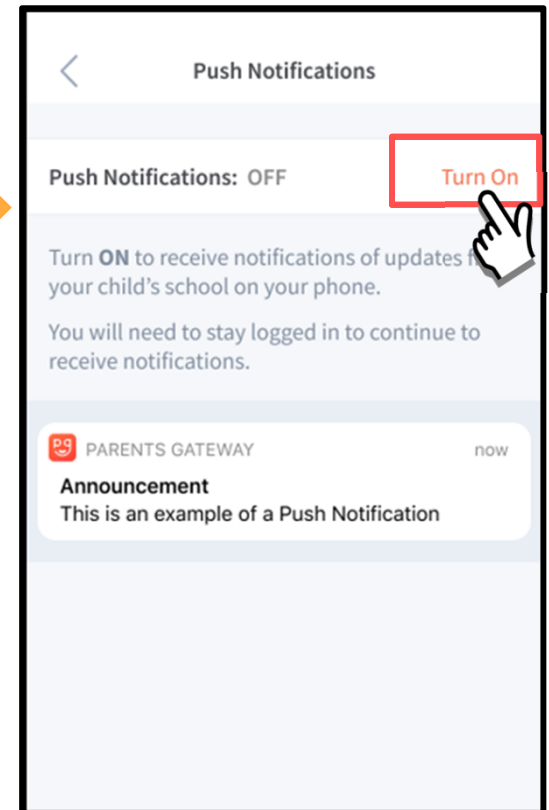 Push Notifications
Push Notifications: OFF Turn On
Turn ON to receive notifications of updates
your child's school on your phone.
You will need to stay logged in to continue to
receive notifications.
PARENTS GATEWAY now
Announcement
This is an example of a Push Notification